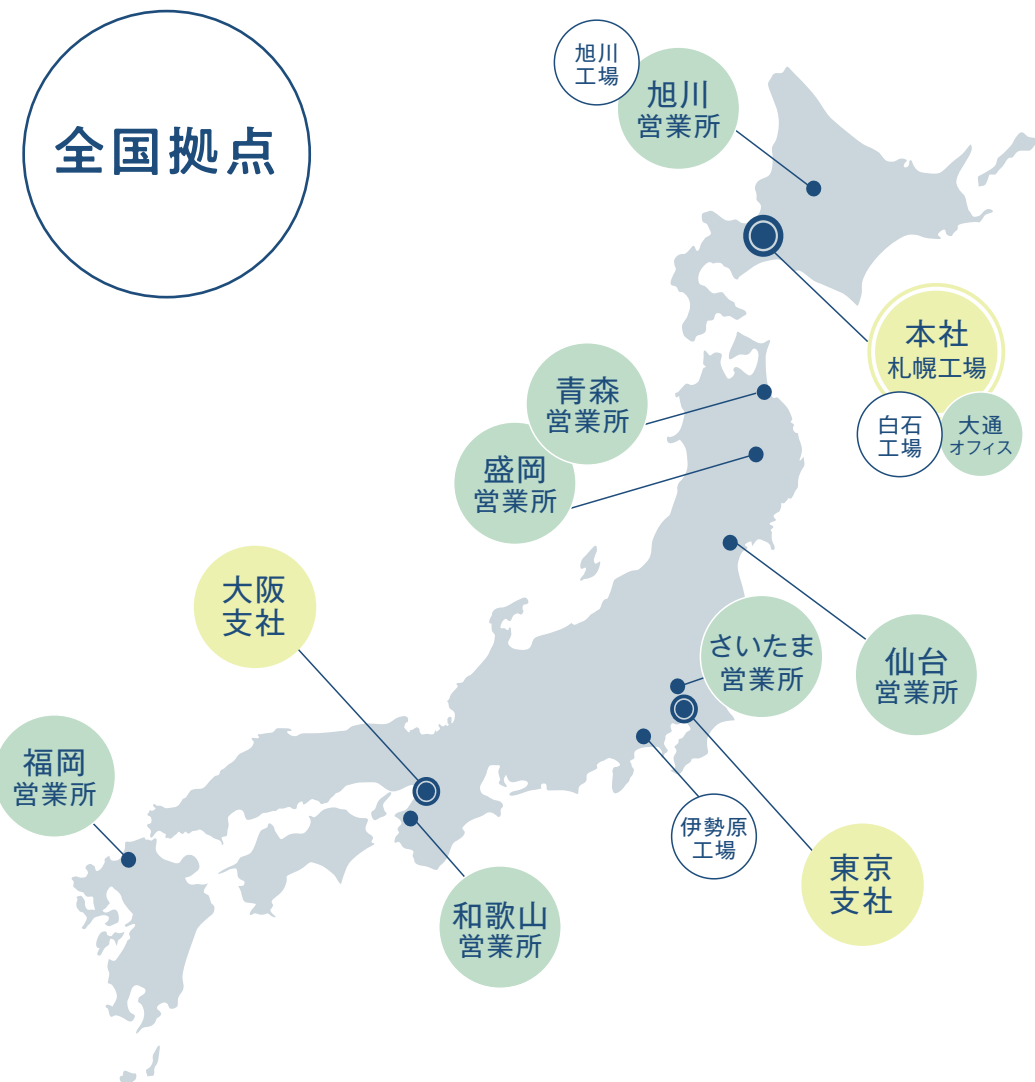 全国拠点
旭川
工場
旭川
営業所
本社
札幌工場
白石
工場
大通
オフィス
青森
営業所
盛岡
営業所
大阪
支社
さいたま
営業所
仙台
営業所
福岡
営業所
伊勢原
工場
東京
支社
和歌山
営業所